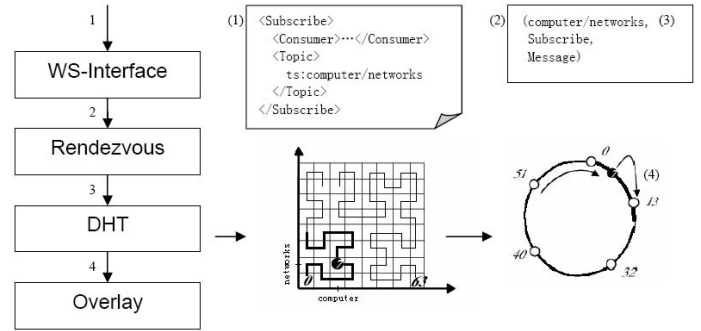 1
WS-Interface
2
Rendezvous
3
DHT
4
Overlay
(1)
<Subscribe>
<Consumer>…</Consumer>
<Topic>
ts:computer/networks
</Topic>
</Subscribe>
(2)
(computer/networks, (3)
Subscribe,
Message)
networks
0
63
computer
0
51
(4)
13
40
32